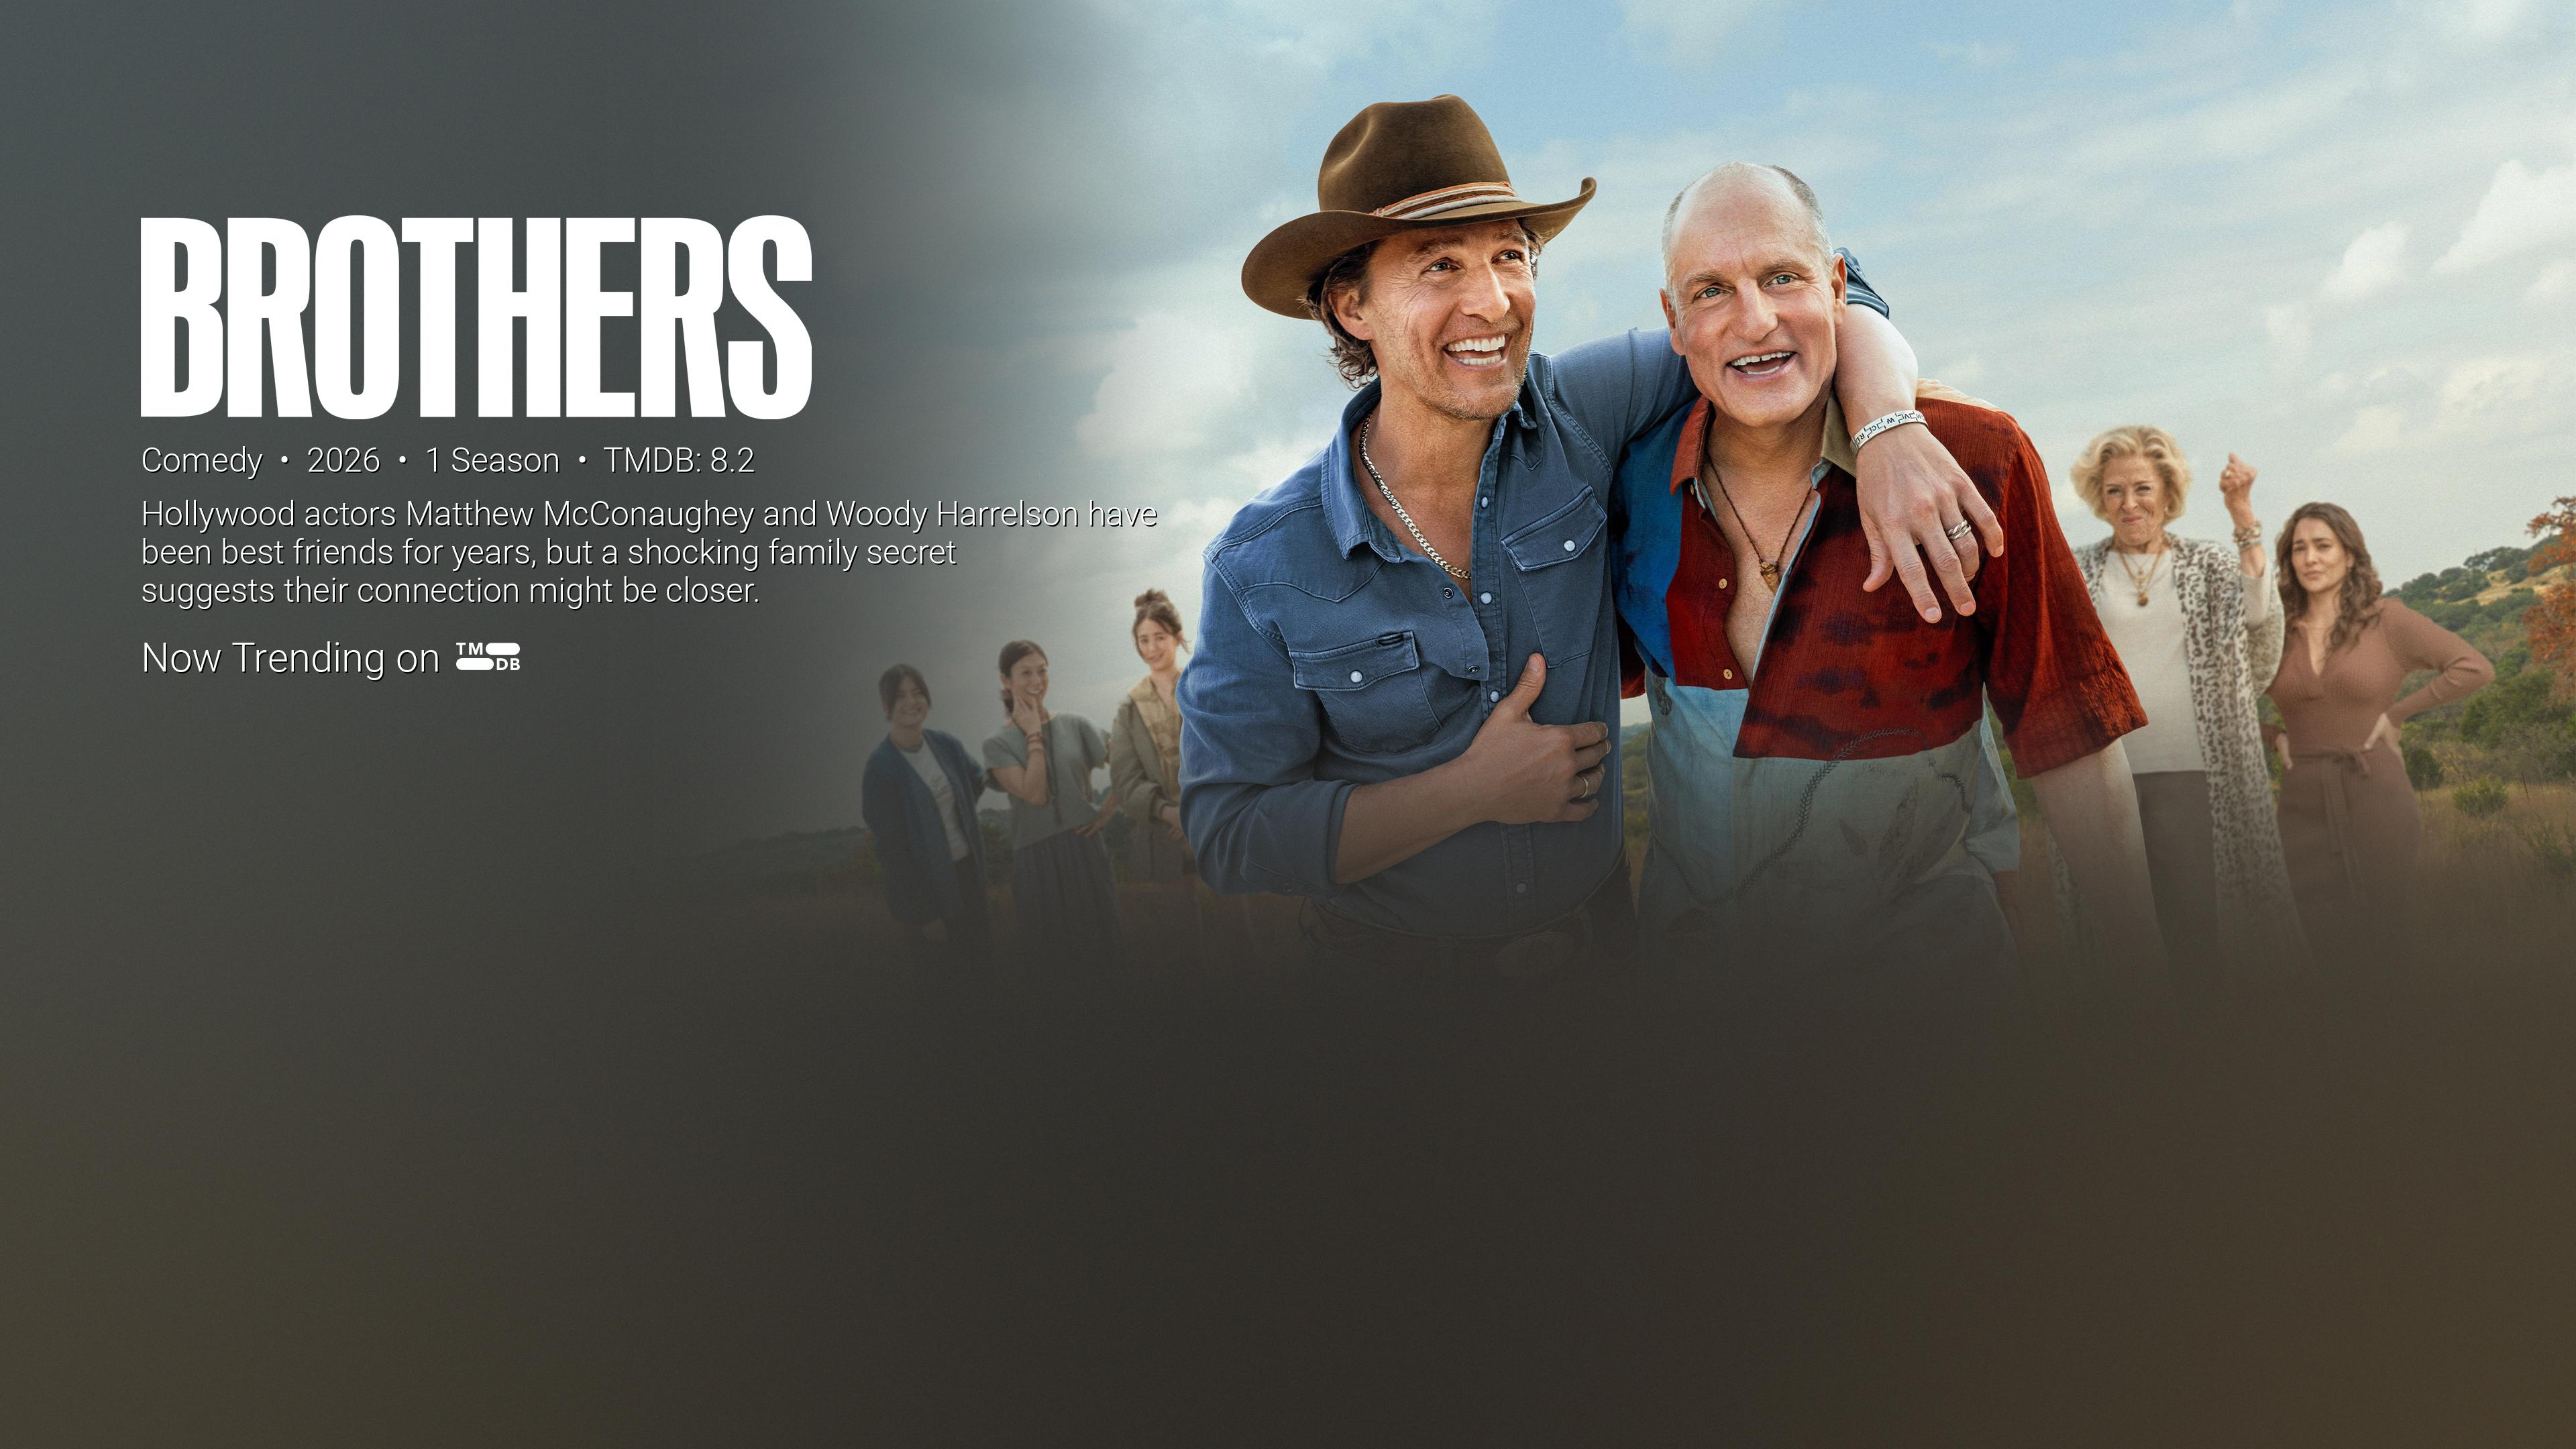 BROTHERS
Comedy • 2026 • 1 Season • TMDB: 8.2
Hollywood actors Matthew McConaughey and Woody Harrelson have
been best friends for years, but a shocking family secret
suggests their connection might be closer.
Now Trending on TMDB